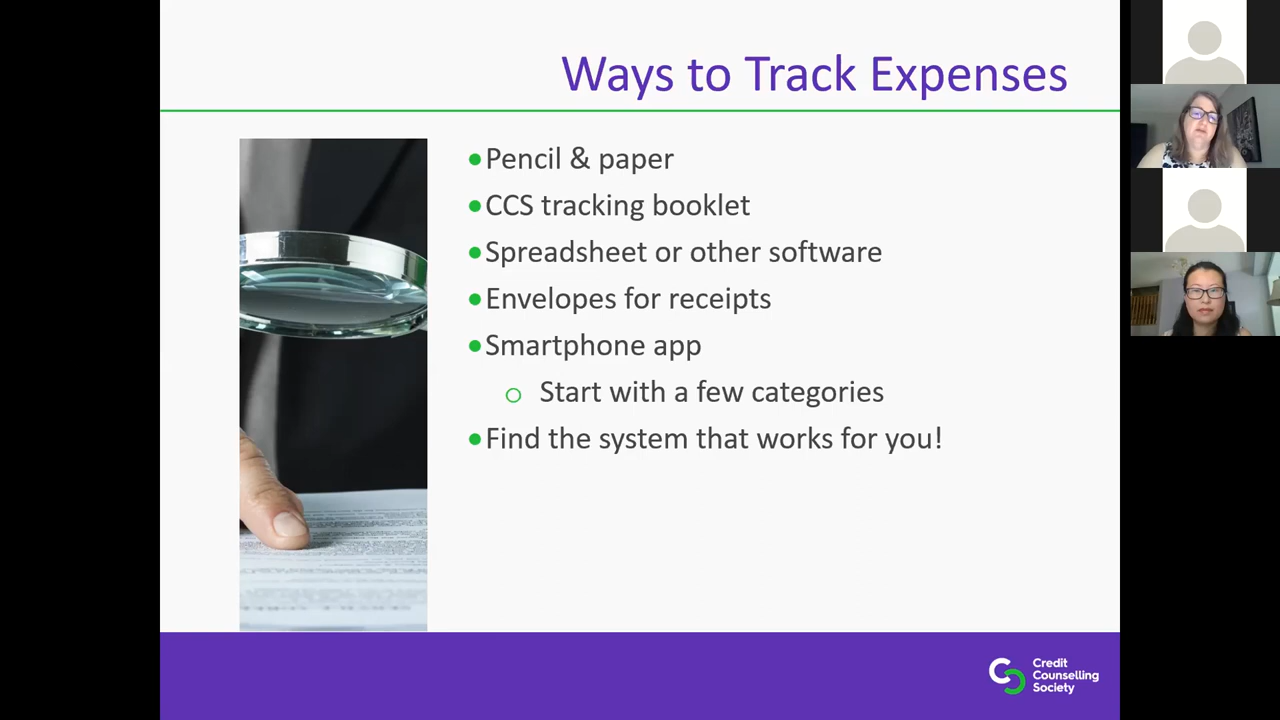 Ways to Track Expenses
Pencil & paper
CCS tracking booklet
Spreadsheet or other software
Envelopes for receipts
Smartphone app
Start with a few categories
Find the system that works for you!
Credit
Counselling
Society